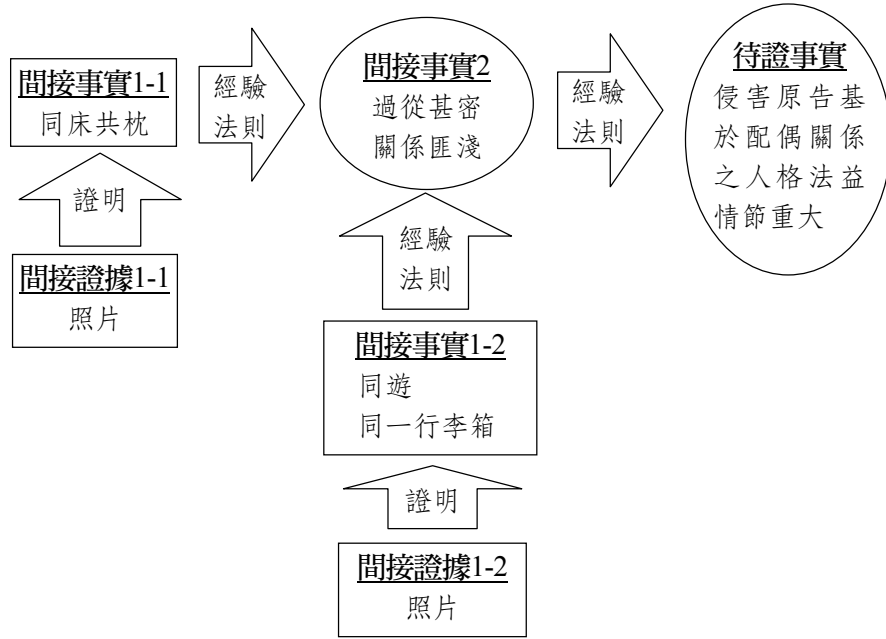 間接事實1-1
同床共枕
經驗
法則
間接事實2
過從甚密
關係匪淺
經驗
法則
待證事實
侵害原告基
於配偶關係
之人格法益
情節重大
證明
間接證據1-1
照片
經驗
法則
間接事實1-2
同遊
同一行李箱
證明
間接證據1-2
照片